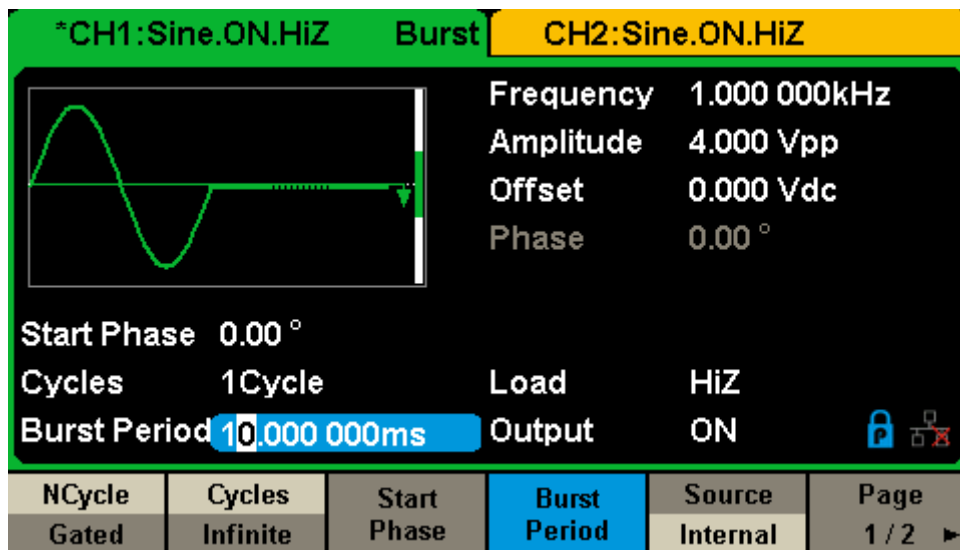 *CH1:Sine.ON.HiZ Burst CH2:Sine.ON.HiZ
Frequency 1.000 000kHz
Amplitude 4.000 Vpp
Offset 0.000 Vdc
Phase 0.00 °
Start Phase 0.00 °
Cycles 1Cycle Load HiZ
Burst Period 10.000 000ms Output ON P
NCycle Cycles Start Burst Source Page
Gated Infinite Phase Period Internal 1 / 2 ►